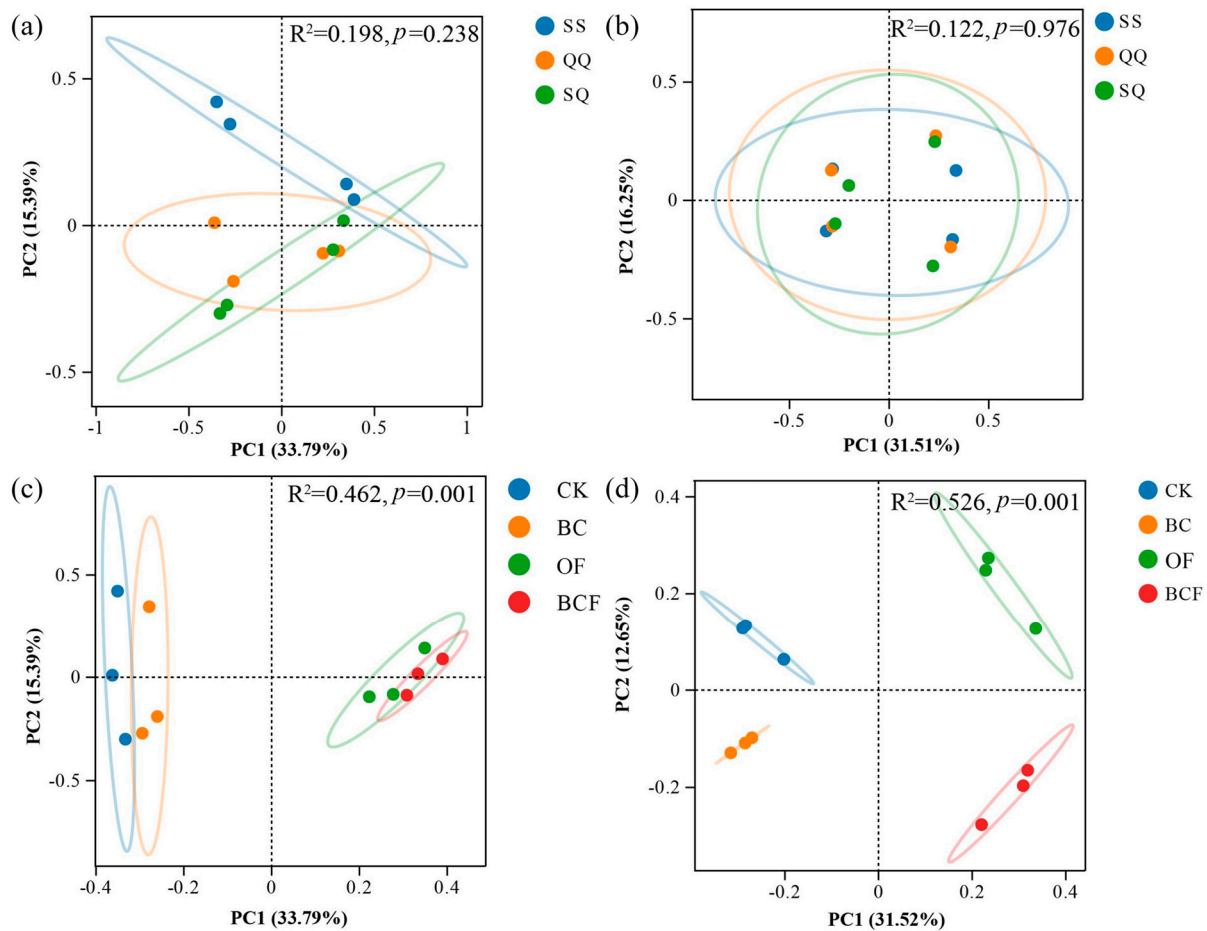 (a)
R²=0.198, p=0.238
SS
QQ
SQ
0.5
0
-0.5
-1
-0.5
0
0.5
1
PC2 (15.39%)
PC1 (33.79%)
(b)
R²=0.122, p=0.976
SS
QQ
SQ
0.5
0
-0.5
-0.5
0
0.5
PC2 (16.25%)
PC1 (31.51%)
(c)
R²=0.462, p=0.001
CK
BC
OF
BCF
0.5
0
-0.5
-0.4
-0.2
0
0.2
0.4
PC2 (15.39%)
PC1 (33.79%)
(d)
R²=0.526, p=0.001
CK
BC
OF
BCF
0.4
0.2
0
-0.2
-0.2
0
0.2
0.4
PC2 (12.65%)
PC1 (31.52%)